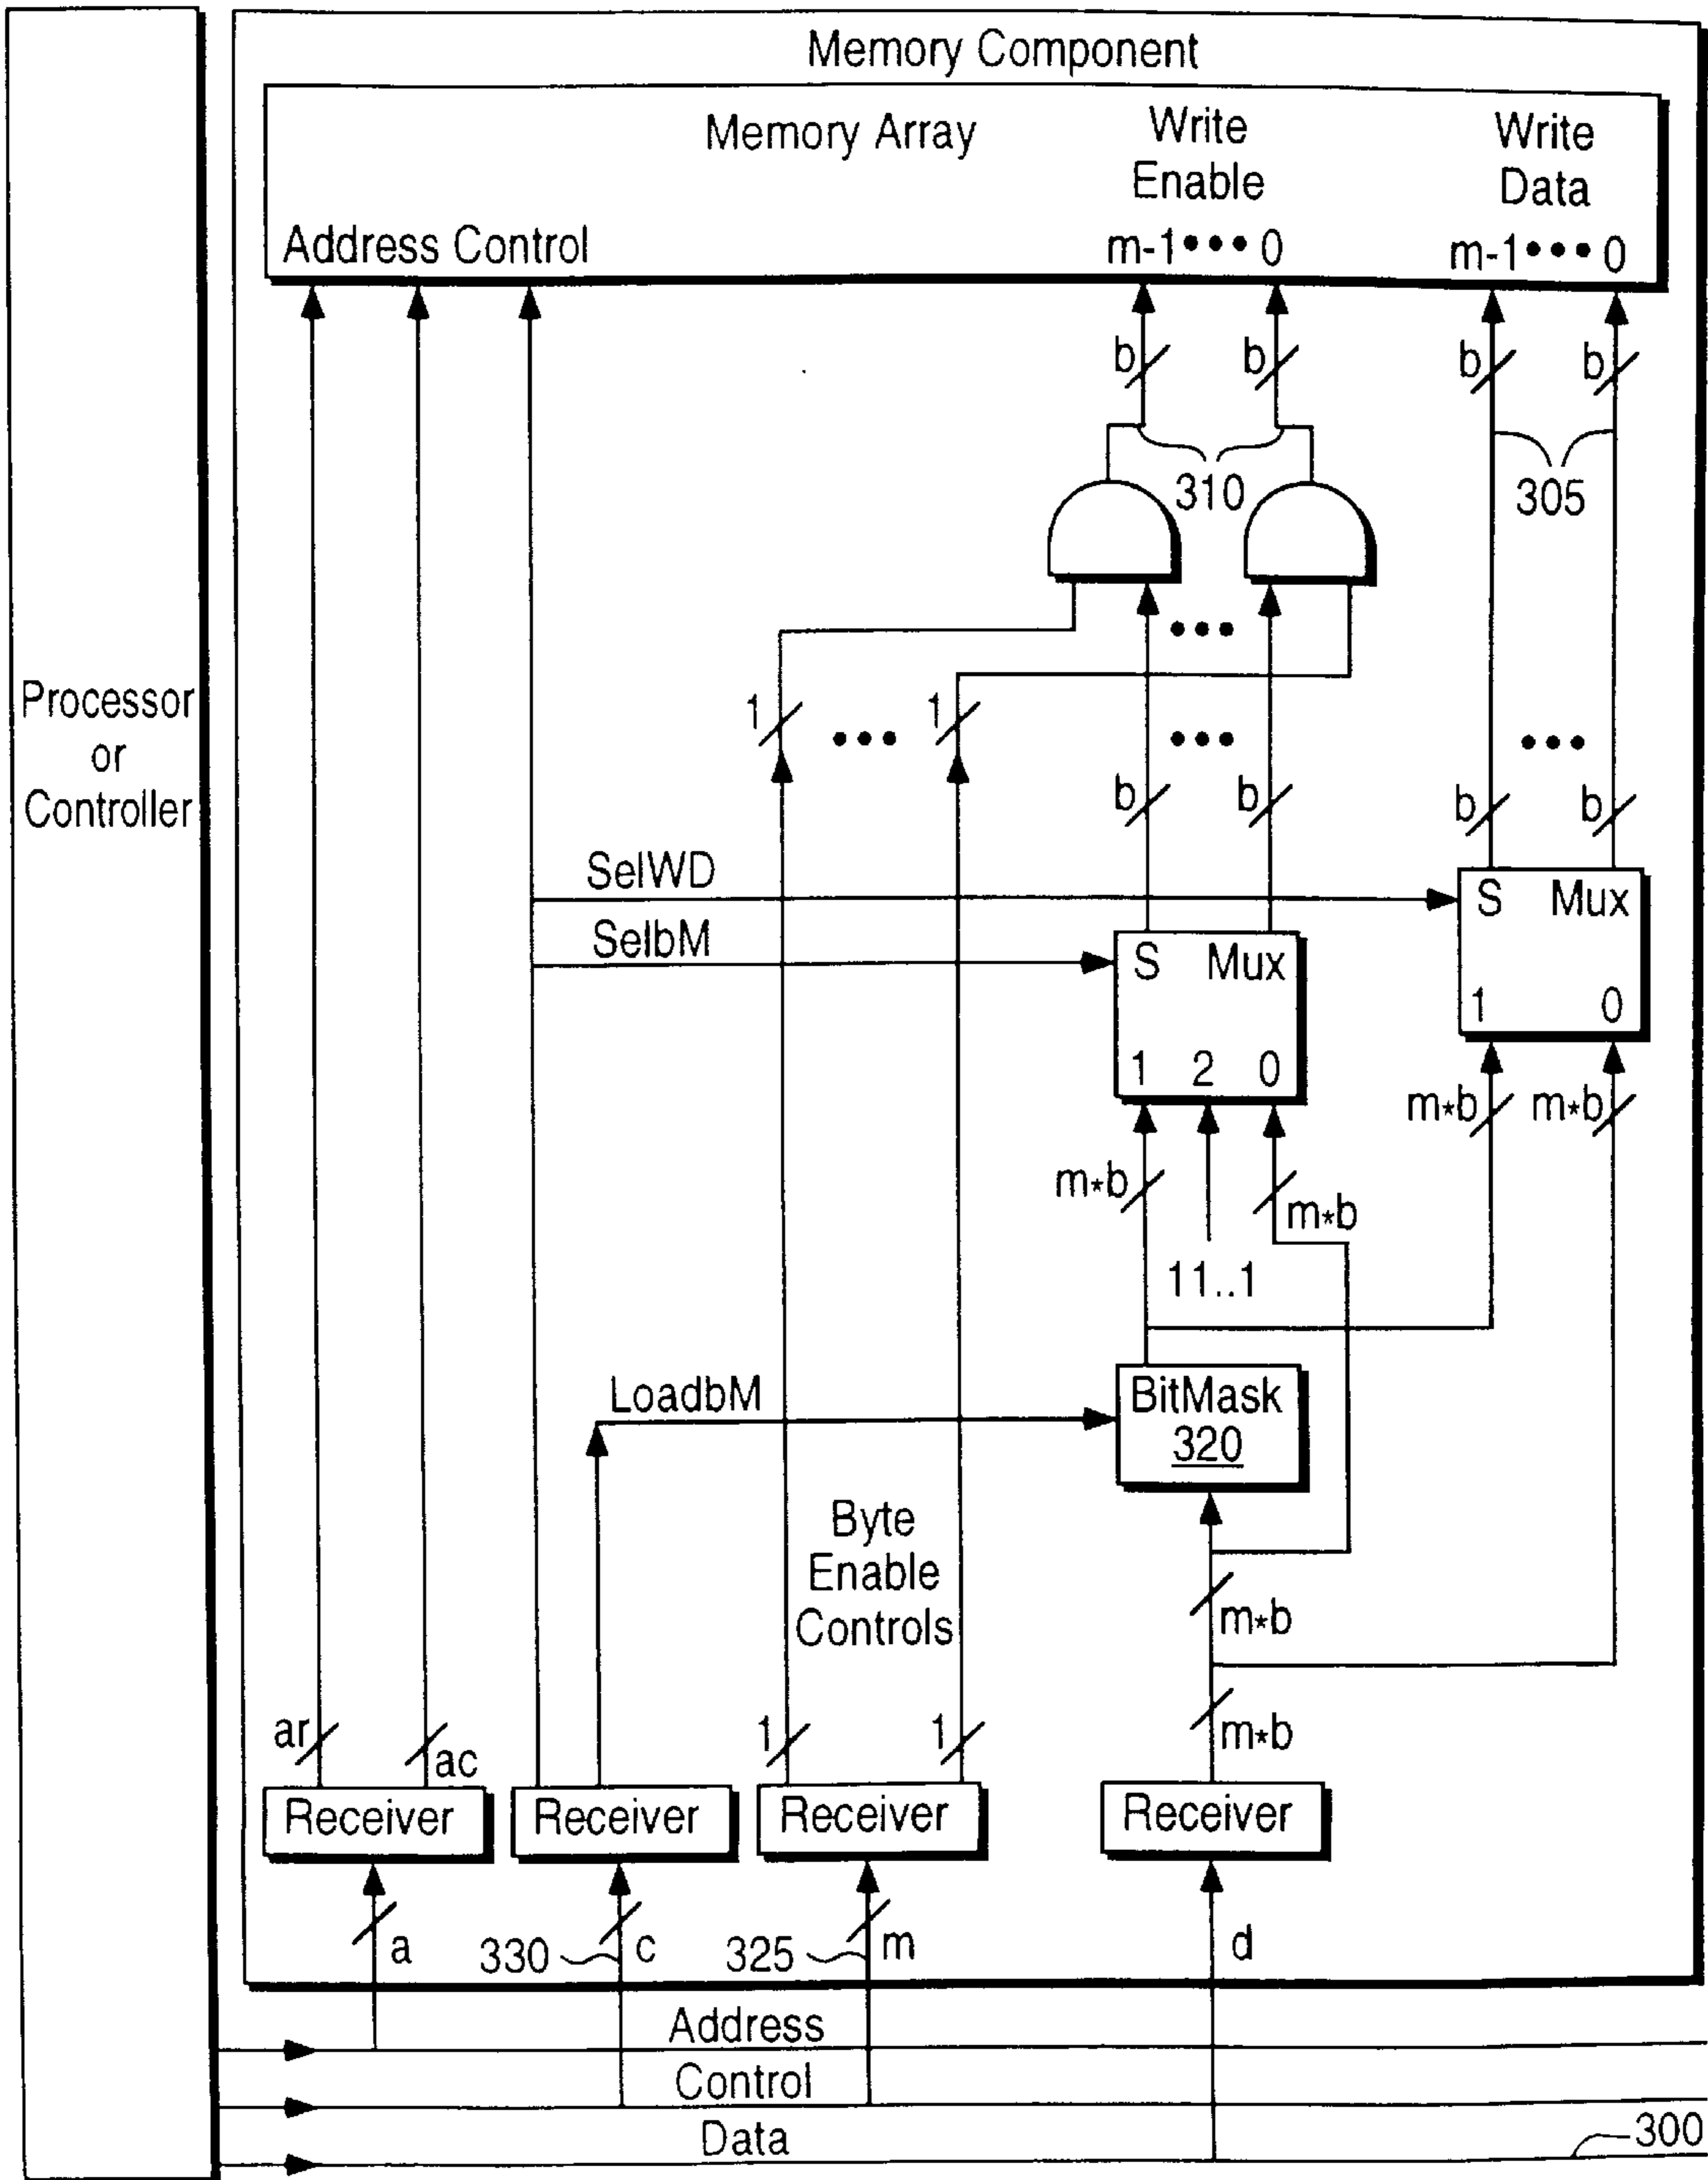 Memory Component
Memory Array
Write
Enable
Write
Data
Address Control
m-1•••0
m-1•••0
b
b
b
b
310
305
•••
Processor
or
Controller
1
•••
1
•••
•••
b
b
b
b
SelWD
S Mux
SelbM
S Mux
1 0
1 2 0
m*b
m*b
m*b
m*b
11..1
LoadbM
BitMask
320
Byte
Enable
Controls
m*b
ar
ac
1
1
m*b
Receiver
Receiver
Receiver
Receiver
a
330
c
325
m
d
Address
Control
Data
300